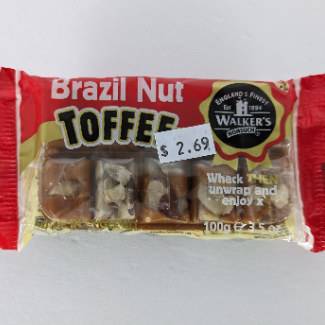 Brazil Nut
TOFFEE
$ 2.69
ENGLAND'S FINEST
Est 1894
WALKER'S
NONSUCH
Whack THEN
unwrap and
enjoy x
100g e 3.5 oz